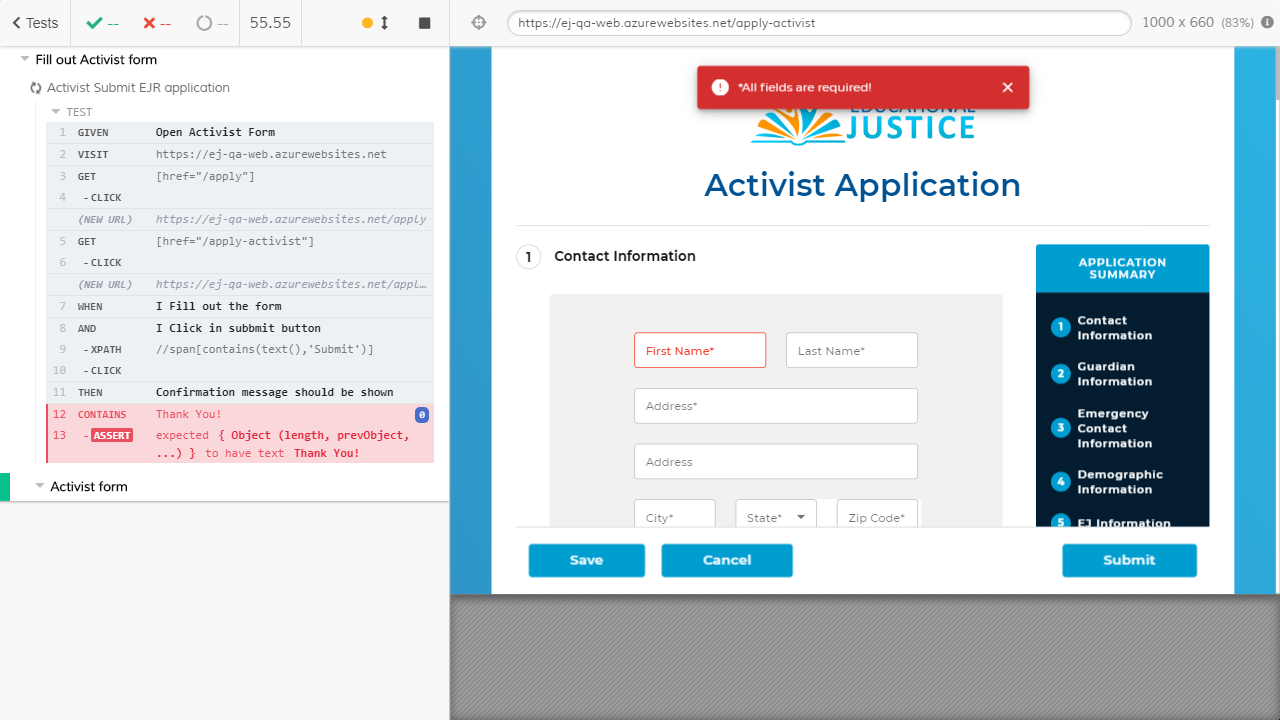 Tests
--
--
--
55.55
https://ej-qa-web.azurewebsites.net/apply-activist
1000 x 660 (83%)
Fill out Activist form
Activist Submit EJR application
TEST
1 GIVEN Open Activist Form
2 VISIT https://ej-qa-web.azurewebsites.net
3 GET [href="/apply"]
4 -CLICK
(NEW URL) https://ej-qa-web.azurewebsites.net/apply
5 GET [href="/apply-activist"]
6 -CLICK
(NEW URL) https://ej-qa-web.azurewebsites.net/appl…
7 WHEN I Fill out the form
8 AND I Click in subbmit button
9 -XPATH //span[contains(text(),'Submit')]
10 -CLICK
11 THEN Confirmation message should be shown
12 CONTAINS Thank You! 0
13 -ASSERT expected { Object (length, prevObject,
...) } to have text Thank You!
Activist form
*All fields are required!
EDUCATIONAL
JUSTICE
Activist Application
1 Contact Information
First Name*
Last Name*
Address*
Address
City*
State*
Zip Code*
APPLICATION
SUMMARY
1 Contact
Information
2 Guardian
Information
3 Emergency
Contact
Information
4 Demographic
Information
5 EJ Information
Save
Cancel
Submit